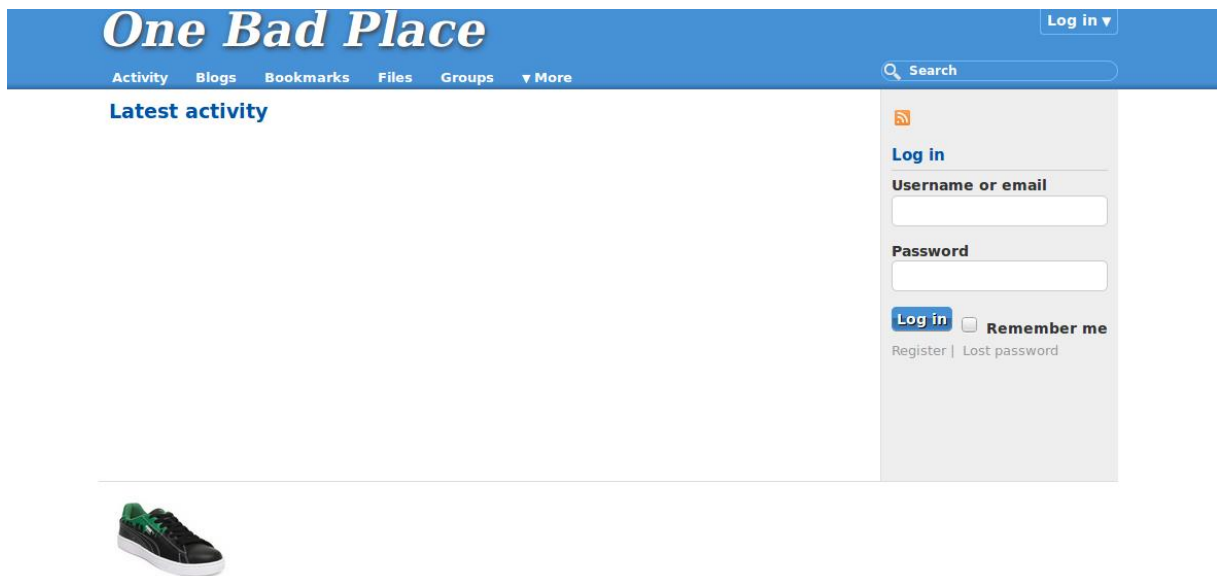 One Bad Place
Log in ▾
Activity Blogs Bookmarks Files Groups ▾ More
Search
Latest activity
Log in
Username or email
Password
Log in Remember me
Register | Lost password